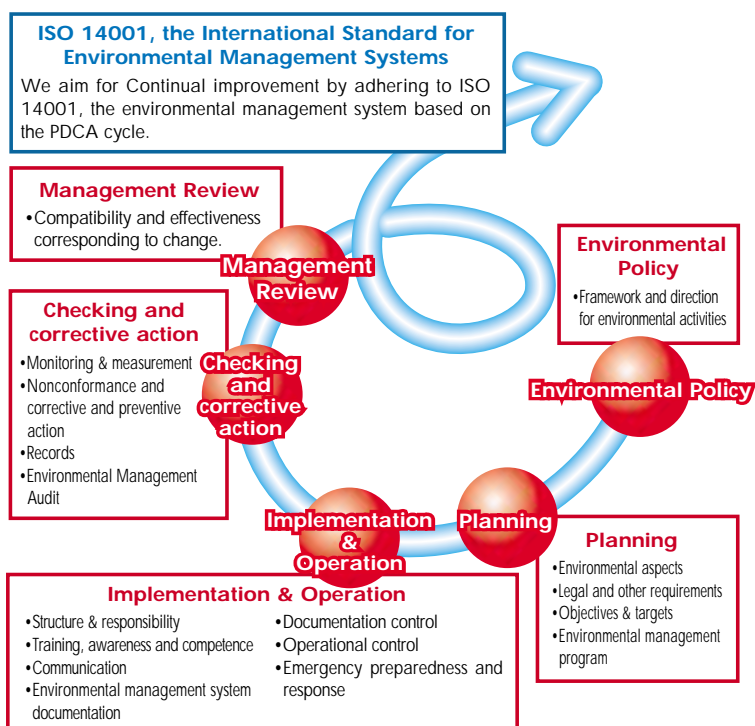 ISO 14001, the International Standard for
Environmental Management Systems
We aim for Continual improvement by adhering to ISO
14001, the environmental management system based on
the PDCA cycle.
Management Review
•Compatibility and effectiveness
corresponding to change.
Management
Review
Environmental
Policy
•Framework and direction
for environmental activities
Environmental Policy
Checking and
corrective action
•Monitoring & measurement
•Nonconformance and
corrective and preventive
action
•Records
•Environmental Management
Audit
Checking
and
corrective
action
Implementation
&
Operation
Planning
Planning
•Environmental aspects
•Legal and other requirements
•Objectives & targets
•Environmental management
program
Implementation & Operation
•Structure & responsibility
•Training, awareness and competence
•Communication
•Environmental management system
documentation
•Documentation control
•Operational control
•Emergency preparedness and
response